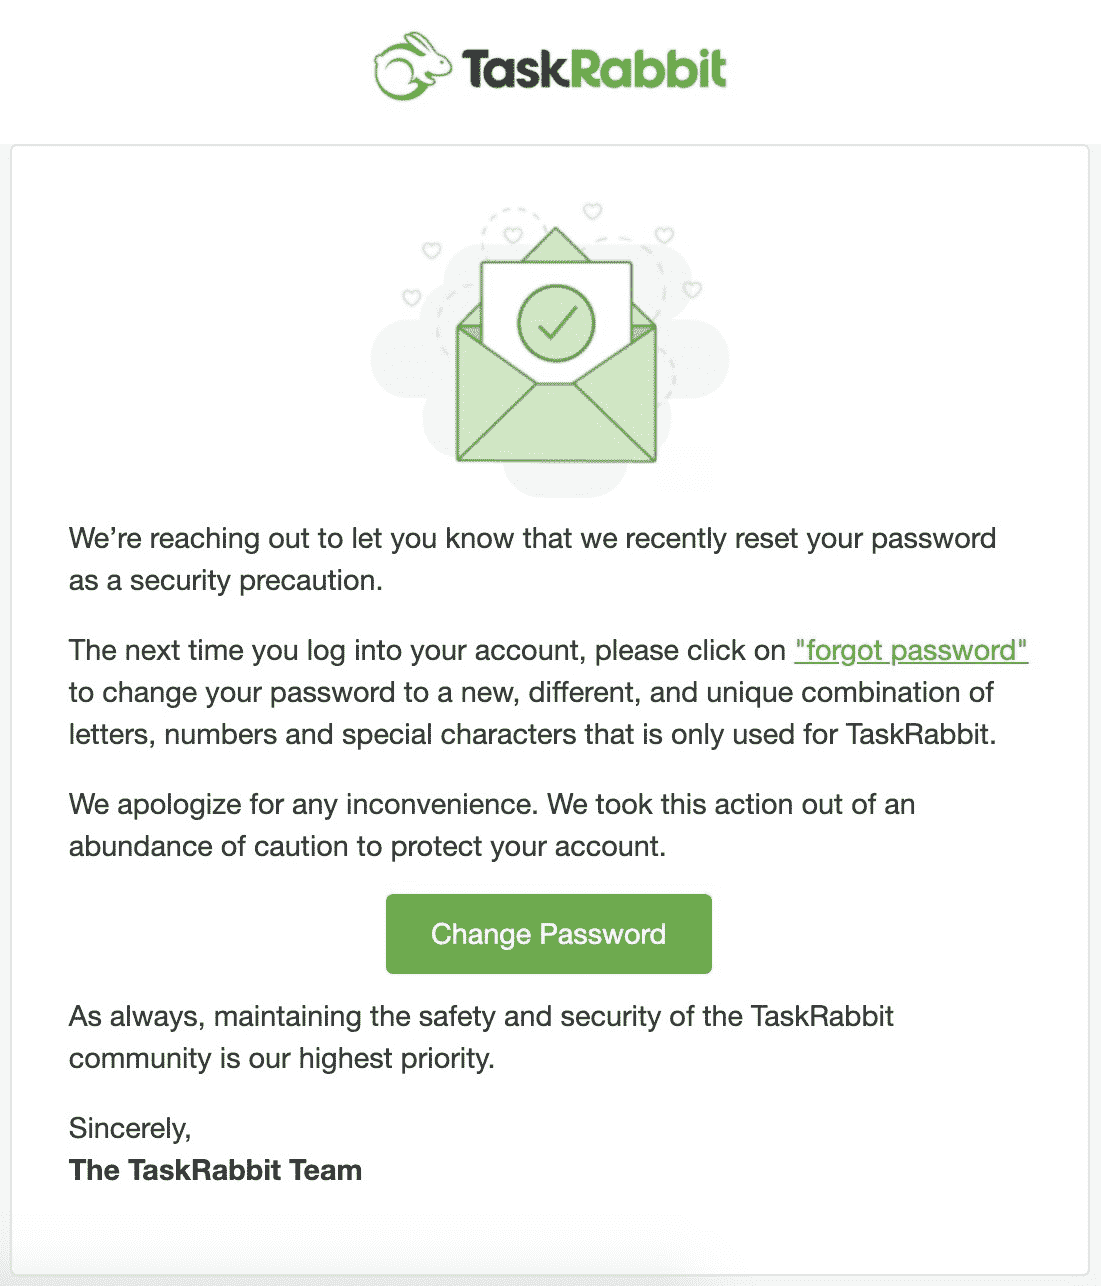 TaskRabbit
We’re reaching out to let you know that we recently reset your password
as a security precaution.
The next time you log into your account, please click on "forgot password"
to change your password to a new, different, and unique combination of
letters, numbers and special characters that is only used for TaskRabbit.
We apologize for any inconvenience. We took this action out of an
abundance of caution to protect your account.
Change Password
As always, maintaining the safety and security of the TaskRabbit
community is our highest priority.
Sincerely,
The TaskRabbit Team